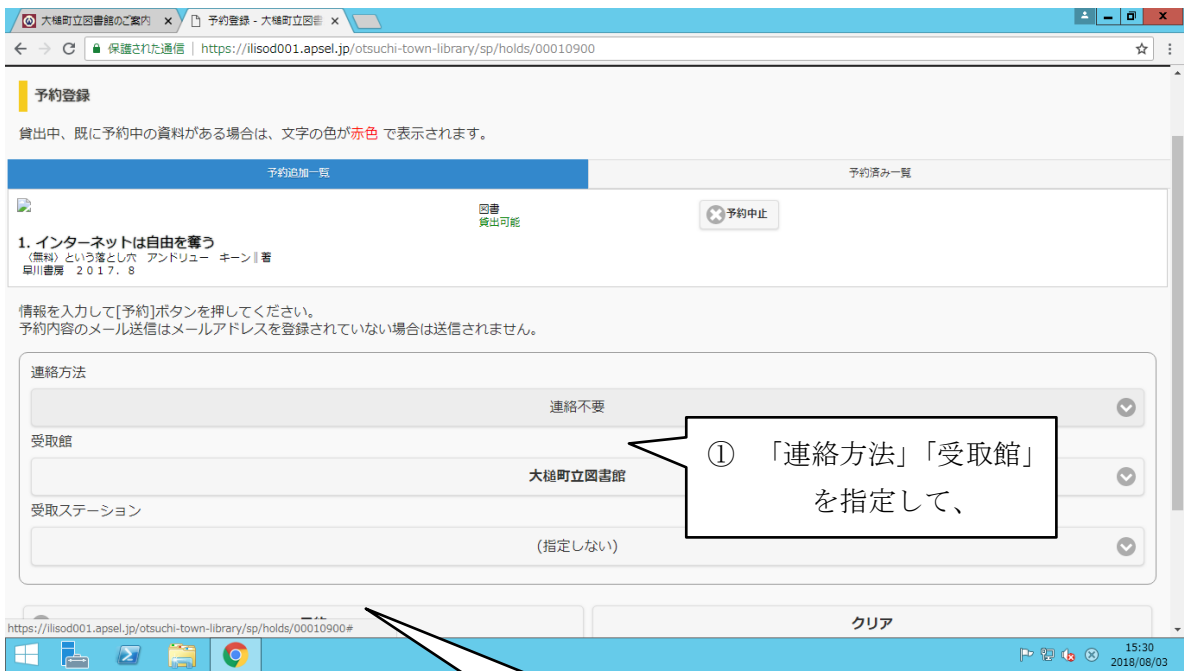 大槌町立図書館のご案内
予約登録 - 大槌町立図書
保護された通信 | https://ilisod001.apsel.jp/otsuchi-town-library/sp/holds/00010900
予約登録
貸出中、既に予約中の資料がある場合は、文字の色が赤色 で表示されます。
予約追加一覧
予約済み一覧
図書
貸出可能
予約中止
1. インターネットは自由を奪う
〈無料〉という落とし穴 アンドリュー キーン‖著
早川書房 2017.8
情報を入力して[予約]ボタンを押してください。
予約内容のメール送信はメールアドレスを登録されていない場合は送信されません。
連絡方法
連絡不要
受取館
大槌町立図書館
受取ステーション
(指定しない)
① 「連絡方法」「受取館」
を指定して、
クリア
https://ilisod001.apsel.jp/otsuchi-town-library/sp/holds/00010900#
15:30
2018/08/03